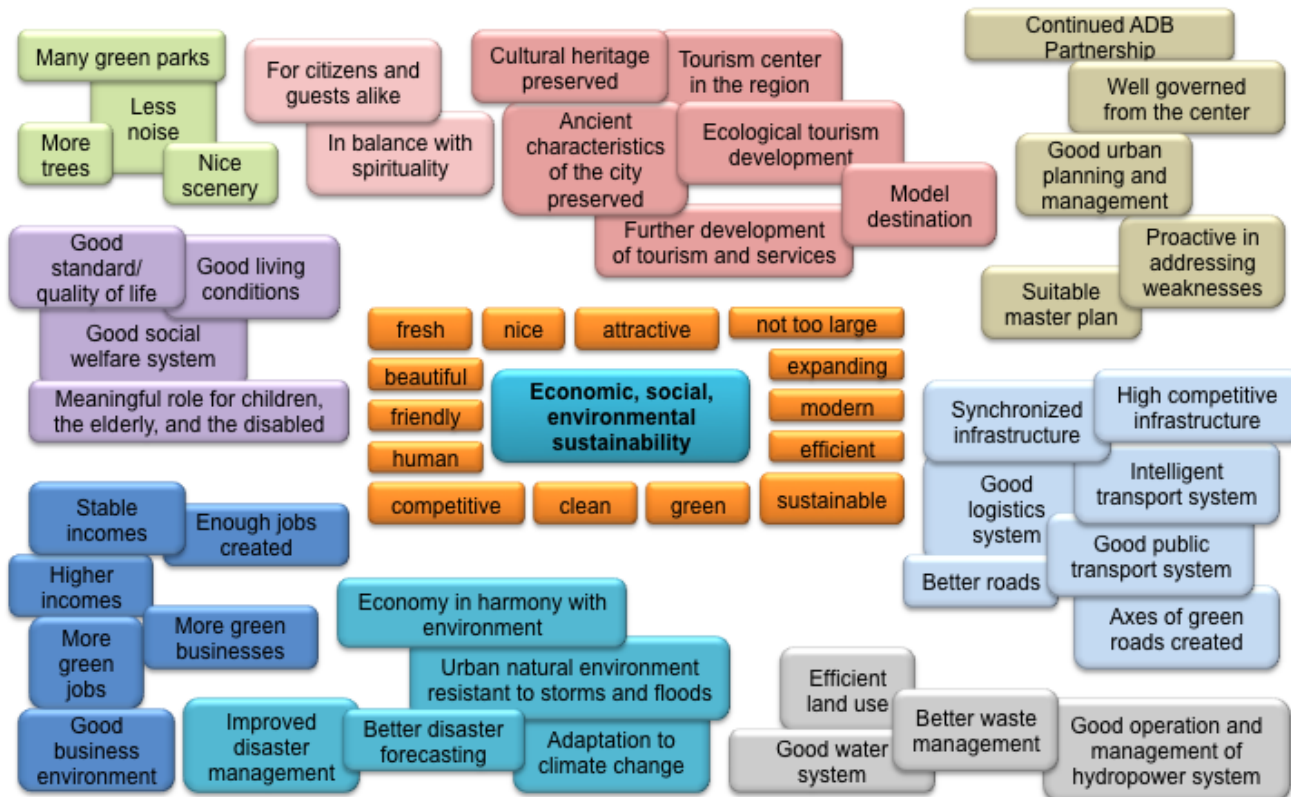 Many green parks
Less
noise
More
trees
Nice
scenery
For citizens and
guests alike
In balance with
spirituality
Cultural heritage
preserved
Tourism center
in the region
Ancient
characteristics
of the city
preserved
Ecological tourism
development
Model
destination
Further development
of tourism and services
Continued ADB
Partnership
Well governed
from the center
Good urban
planning and
management
Proactive in
addressing
weaknesses
Suitable
master plan
Good
standard/
quality of life
Good living
conditions
Good social
welfare system
Meaningful role for children,
the elderly, and the disabled
fresh
nice
attractive
not too large
beautiful
expanding
friendly
modern
human
efficient
competitive
clean
green
sustainable
Economic, social,
environmental
sustainability
Synchronized
infrastructure
High competitive
infrastructure
Good
logistics
system
Intelligent
transport system
Good public
transport system
Better roads
Axes of green
roads created
Stable
incomes
Enough jobs
created
Higher
incomes
More green
businesses
More
green
jobs
Good
business
environment
Economy in harmony with
environment
Urban natural environment
resistant to storms and floods
Improved
disaster
management
Better disaster
forecasting
Adaptation to
climate change
Efficient
land use
Better waste
management
Good water
system
Good operation and
management of
hydropower system